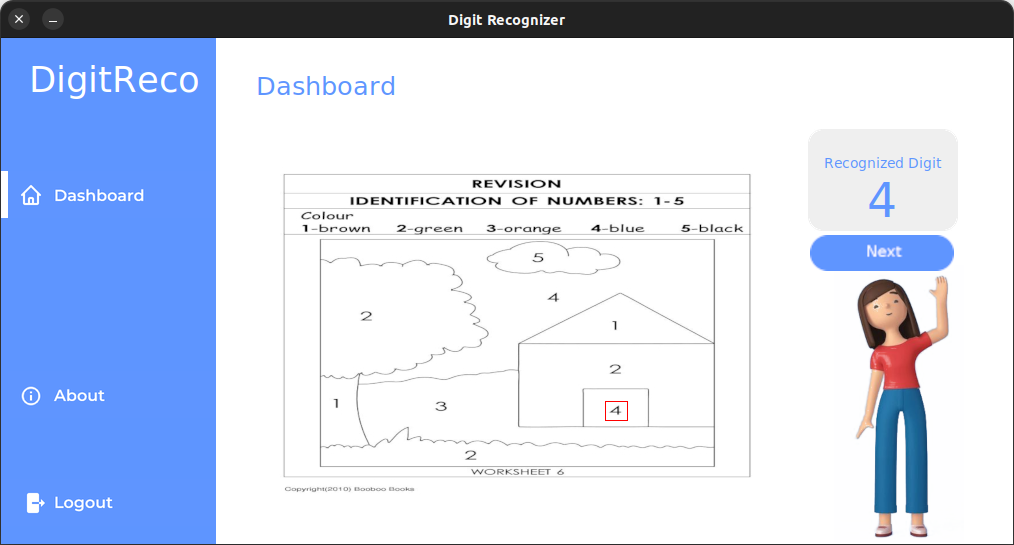 Digit Recognizer
DigitReco
Dashboard
About
Logout
Dashboard
REVISION
IDENTIFICATION OF NUMBERS: 1-5
Colour
1-brown 2-green 3-orange 4-blue 5-black
5
4
2
1
2
1
3
4
2
WORKSHEET 6
Copyright(2010) Booboo Books
Recognized Digit
4
Next